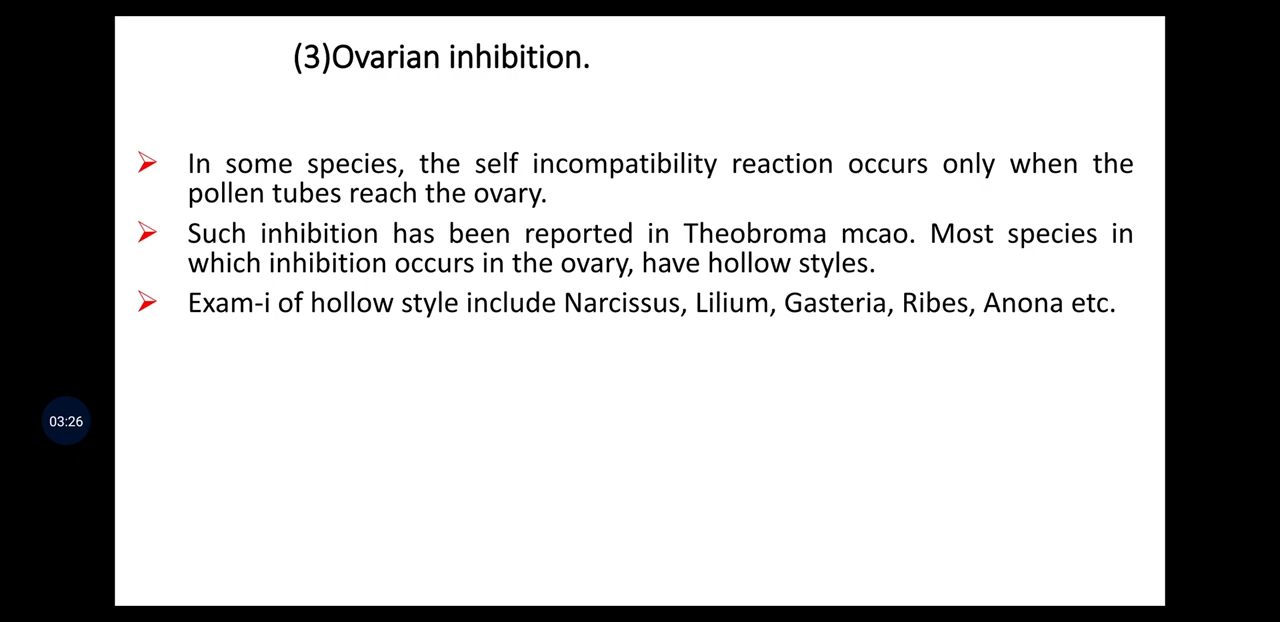 (3)Ovarian inhibition.
In some species, the self incompatibility reaction occurs only when the
pollen tubes reach the ovary.
Such inhibition has been reported in Theobroma mcao. Most species in
which inhibition occurs in the ovary, have hollow styles.
Exam-i of hollow style include Narcissus, Lilium, Gasteria, Ribes, Anona etc.
03:26